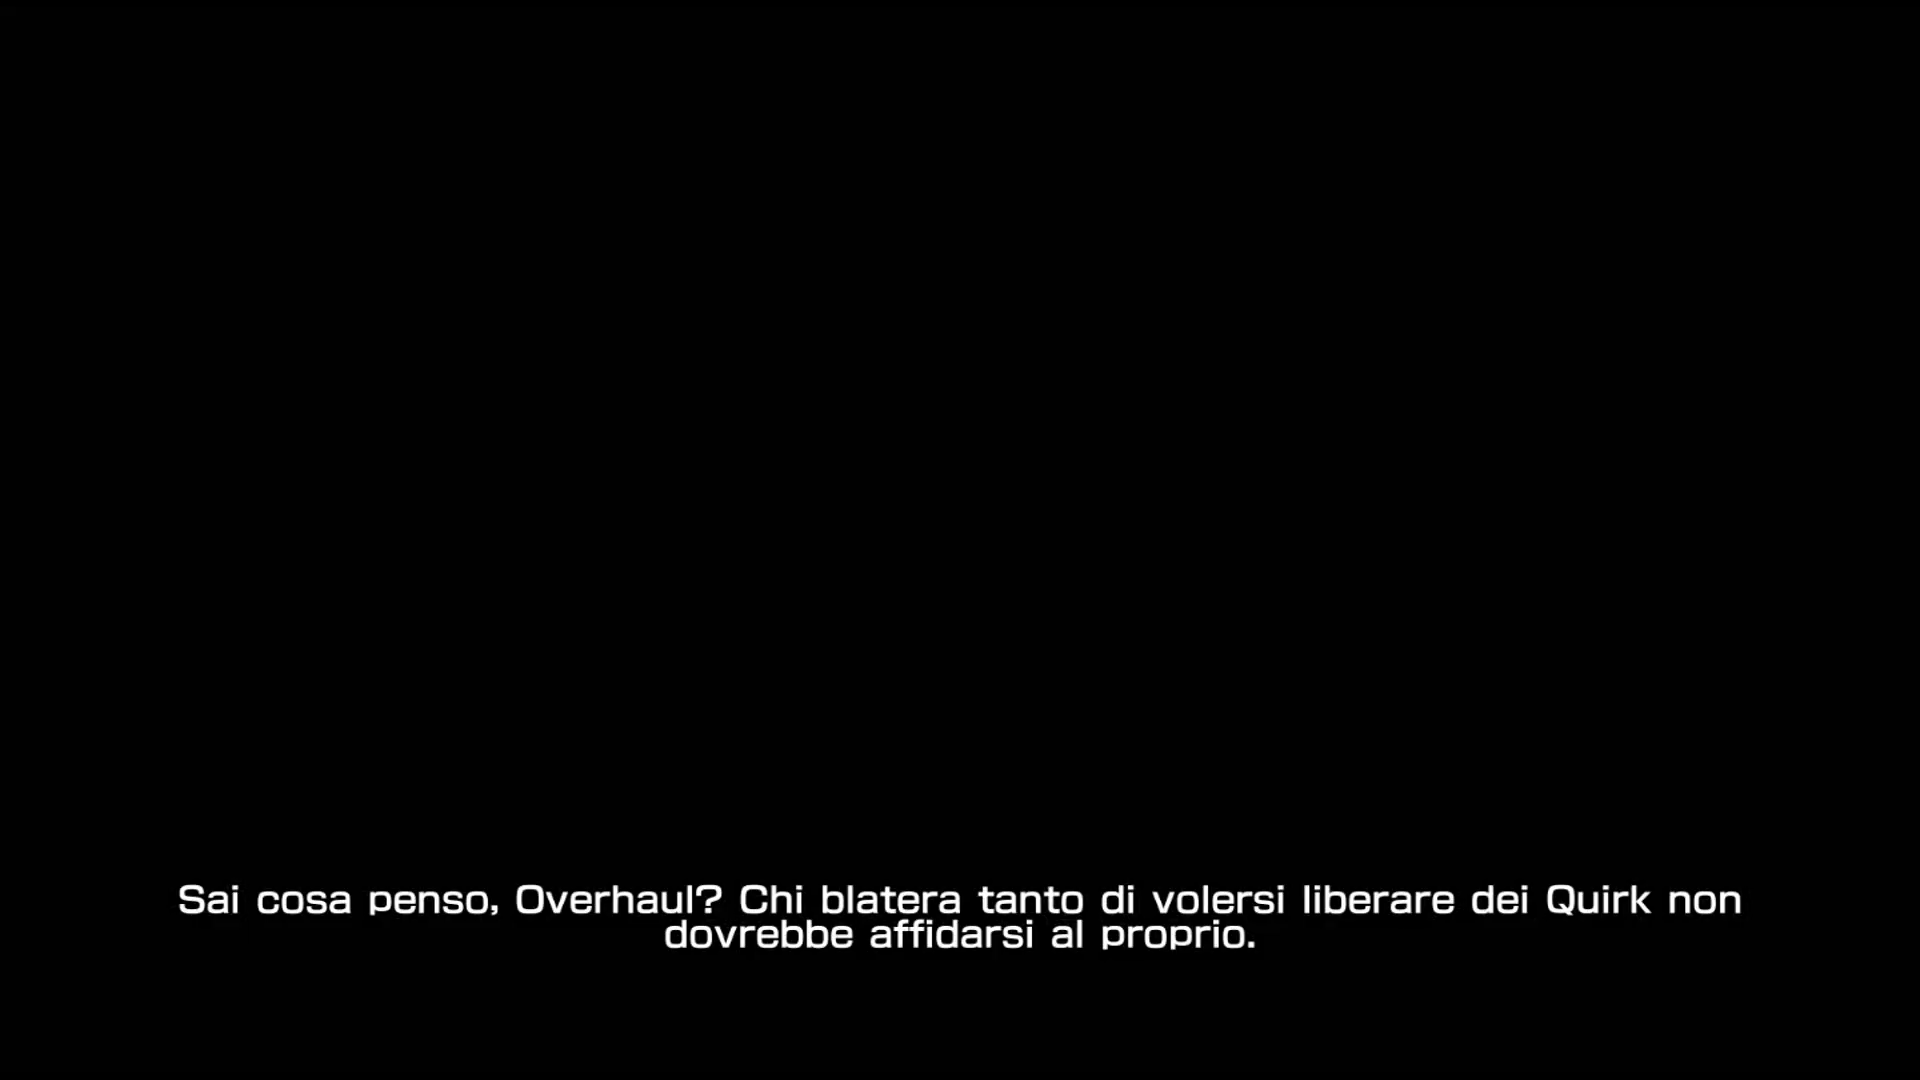 Sai cosa penso, Overhaul? Chi blatera tanto di volersi liberare dei Quirk non
dovrebbe affidarsi al proprio.